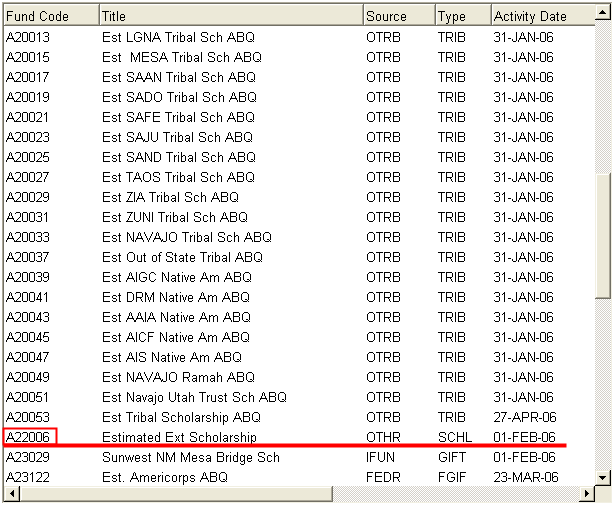 Fund Code Title Source Type Activity Date
A20013 Est LGNA Tribal Sch ABQ OTRB TRIB 31-JAN-06
A20015 Est  MESA Tribal Sch ABQ OTRB TRIB 31-JAN-06
A20017 Est SAAN Tribal Sch ABQ OTRB TRIB 31-JAN-06
A20019 Est SADO Tribal Sch ABQ OTRB TRIB 31-JAN-06
A20021 Est SAFE Tribal Sch ABQ OTRB TRIB 31-JAN-06
A20023 Est SAJU Tribal Sch ABQ OTRB TRIB 31-JAN-06
A20025 Est SAND Tribal Sch ABQ OTRB TRIB 31-JAN-06
A20027 Est TAOS Tribal Sch ABQ OTRB TRIB 31-JAN-06
A20029 Est ZIA Tribal Sch ABQ OTRB TRIB 31-JAN-06
A20031 Est ZUNI Tribal Sch ABQ OTRB TRIB 31-JAN-06
A20033 Est NAVAJO Tribal Sch ABQ OTRB TRIB 31-JAN-06
A20037 Est Out of State Tribal ABQ OTRB TRIB 31-JAN-06
A20039 Est AIGC Native Am ABQ OTRB TRIB 31-JAN-06
A20041 Est DRM Native Am ABQ OTRB TRIB 31-JAN-06
A20043 Est AAIA Native Am ABQ OTRB TRIB 31-JAN-06
A20045 Est AICF Native Am ABQ OTRB TRIB 31-JAN-06
A20047 Est AIS Native Am ABQ OTRB TRIB 31-JAN-06
A20049 Est NAVAJO Ramah ABQ OTRB TRIB 31-JAN-06
A20051 Est Navajo Utah Trust Sch ABQ OTRB TRIB 31-JAN-06
A20053 Est Tribal Scholarship ABQ OTRB TRIB 27-APR-06
A22006 Estimated Ext Scholarship OTHR SCHL 01-FEB-06
A23029 Sunwest NM Mesa Bridge Sch IFUN GIFT 01-FEB-06
A23122 Est. Americorps ABQ FEDR FGIF 23-MAR-06